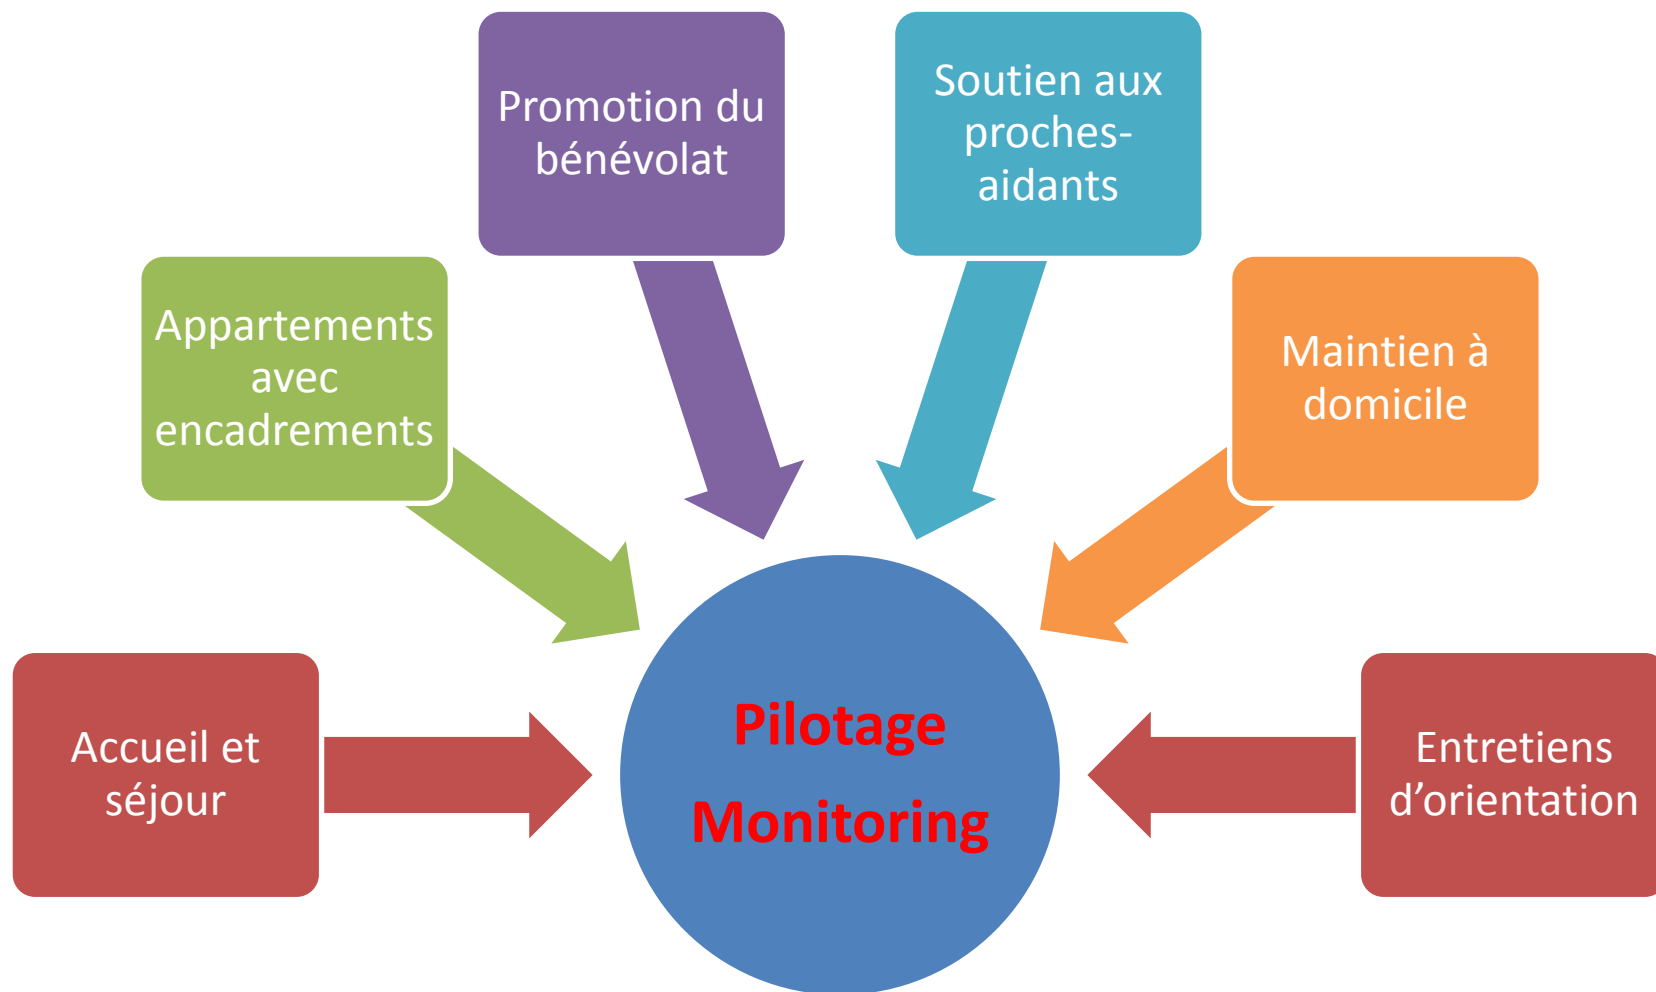 Promotion du
bénévolat
Soutien aux
proches-
aidants
Appartements
avec
encadrements
Maintien à
domicile
Accueil et
séjour
Pilotage
Monitoring
Entretiens
d’orientation